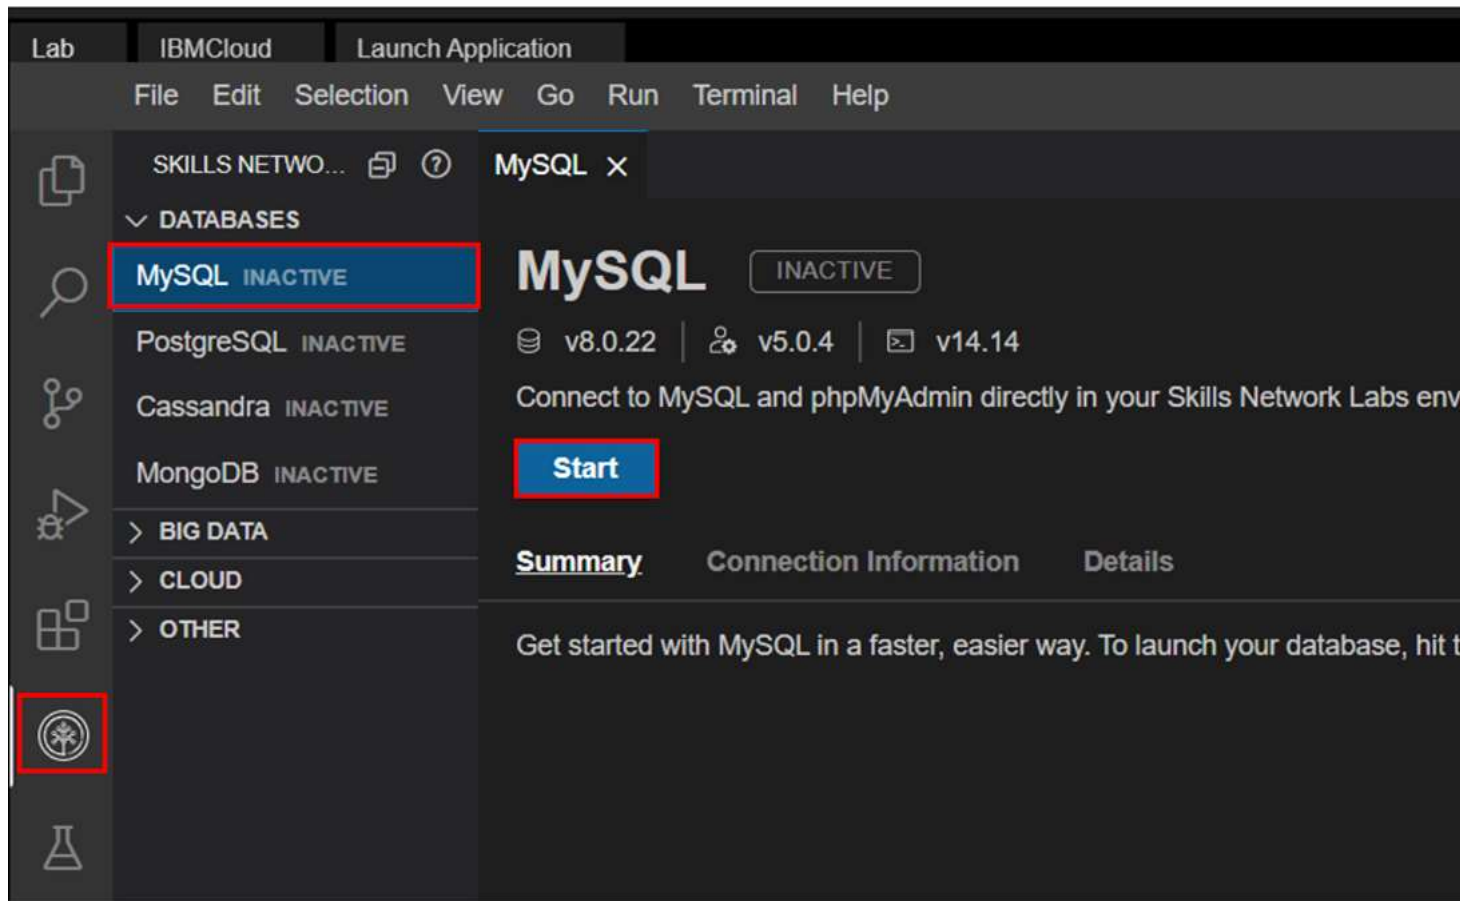 Lab IBMCloud Launch Application
File Edit Selection View Go Run Terminal Help
SKILLS NETWO...
DATABASES
MySQL INACTIVE
PostgreSQL INACTIVE
Cassandra INACTIVE
MongoDB INACTIVE
BIG DATA
CLOUD
OTHER
MySQL
MySQL INACTIVE
v8.0.22 v5.0.4 v14.14
Connect to MySQL and phpMyAdmin directly in your Skills Network Labs env
Start
Summary Connection Information Details
Get started with MySQL in a faster, easier way. To launch your database, hit t